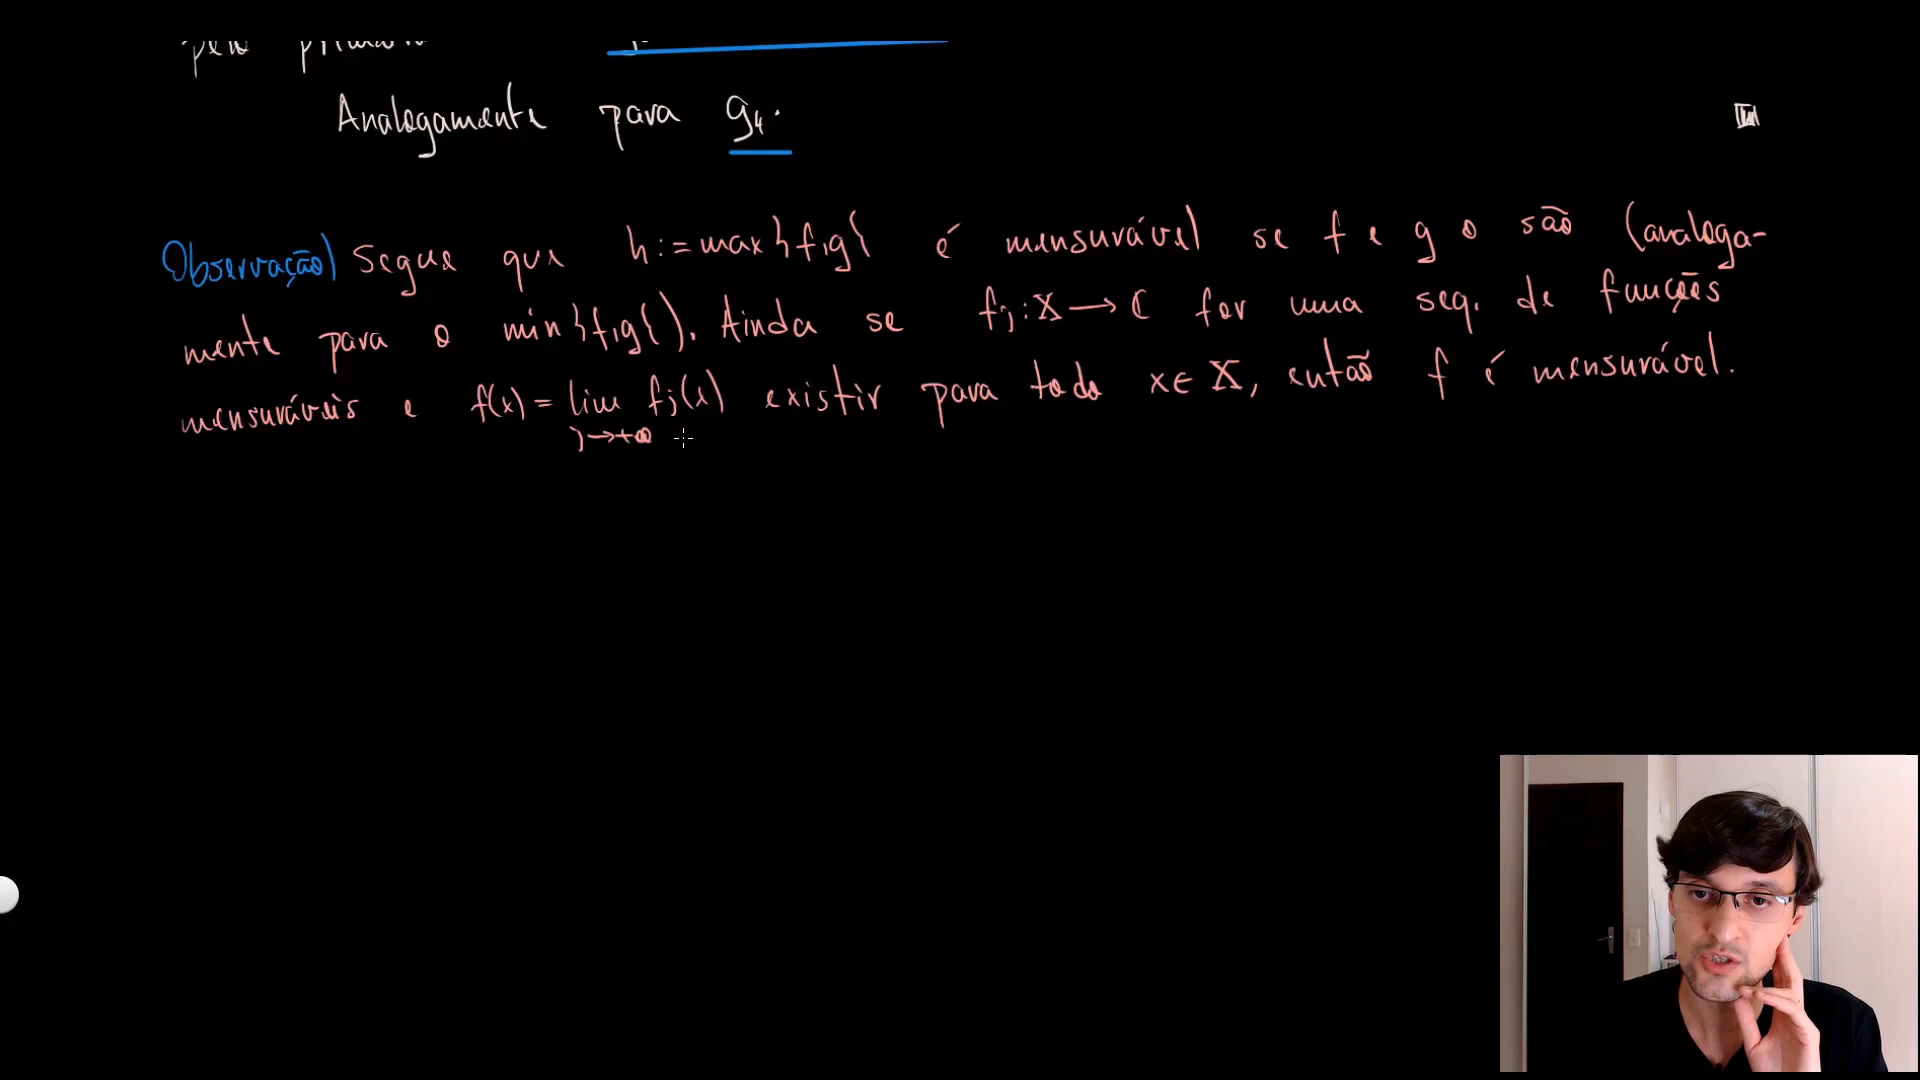 Analogamente para g₄.
Observação) Segue que h := max{f,g} é mensurável se f e g o são (analoga-
mente para o min{f,g}). Ainda se fⱼ: X → ℂ for uma seq. de funções
mensuráveis e f(x) = lim fⱼ(x) existir para todo x ∈ X, então f é mensurável.
j→+∞